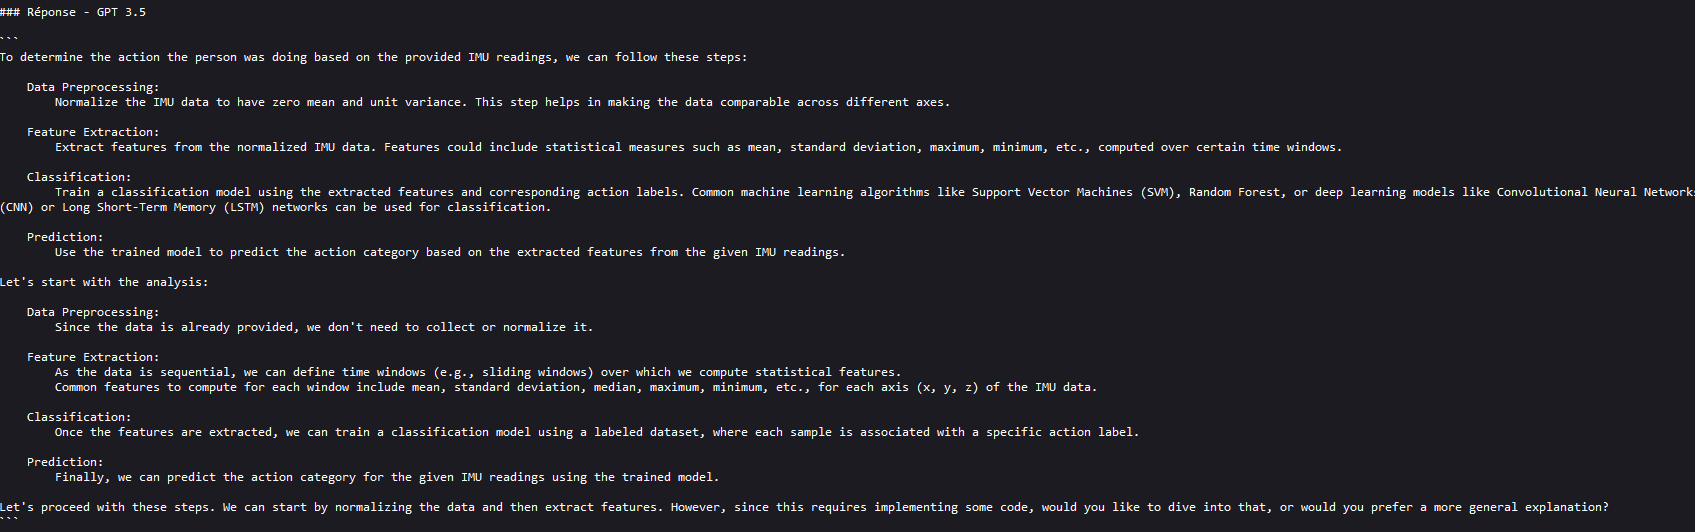 ### Réponse - GPT 3.5
```
To determine the action the person was doing based on the provided IMU readings, we can follow these steps:
Data Preprocessing:
Normalize the IMU data to have zero mean and unit variance. This step helps in making the data comparable across different axes.
Feature Extraction:
Extract features from the normalized IMU data. Features could include statistical measures such as mean, standard deviation, maximum, minimum, etc., computed over certain time windows.
Classification:
Train a classification model using the extracted features and corresponding action labels. Common machine learning algorithms like Support Vector Machines (SVM), Random Forest, or deep learning models like Convolutional Neural Networks
(CNN) or Long Short-Term Memory (LSTM) networks can be used for classification.
Prediction:
Use the trained model to predict the action category based on the extracted features from the given IMU readings.
Let's start with the analysis:
Data Preprocessing:
Since the data is already provided, we don't need to collect or normalize it.
Feature Extraction:
As the data is sequential, we can define time windows (e.g., sliding windows) over which we compute statistical features.
Common features to compute for each window include mean, standard deviation, median, maximum, minimum, etc., for each axis (x, y, z) of the IMU data.
Classification:
Once the features are extracted, we can train a classification model using a labeled dataset, where each sample is associated with a specific action label.
Prediction:
Finally, we can predict the action category for the given IMU readings using the trained model.
Let's proceed with these steps. We can start by normalizing the data and then extract features. However, since this requires implementing some code, would you like to dive into that, or would you prefer a more general explanation?
```